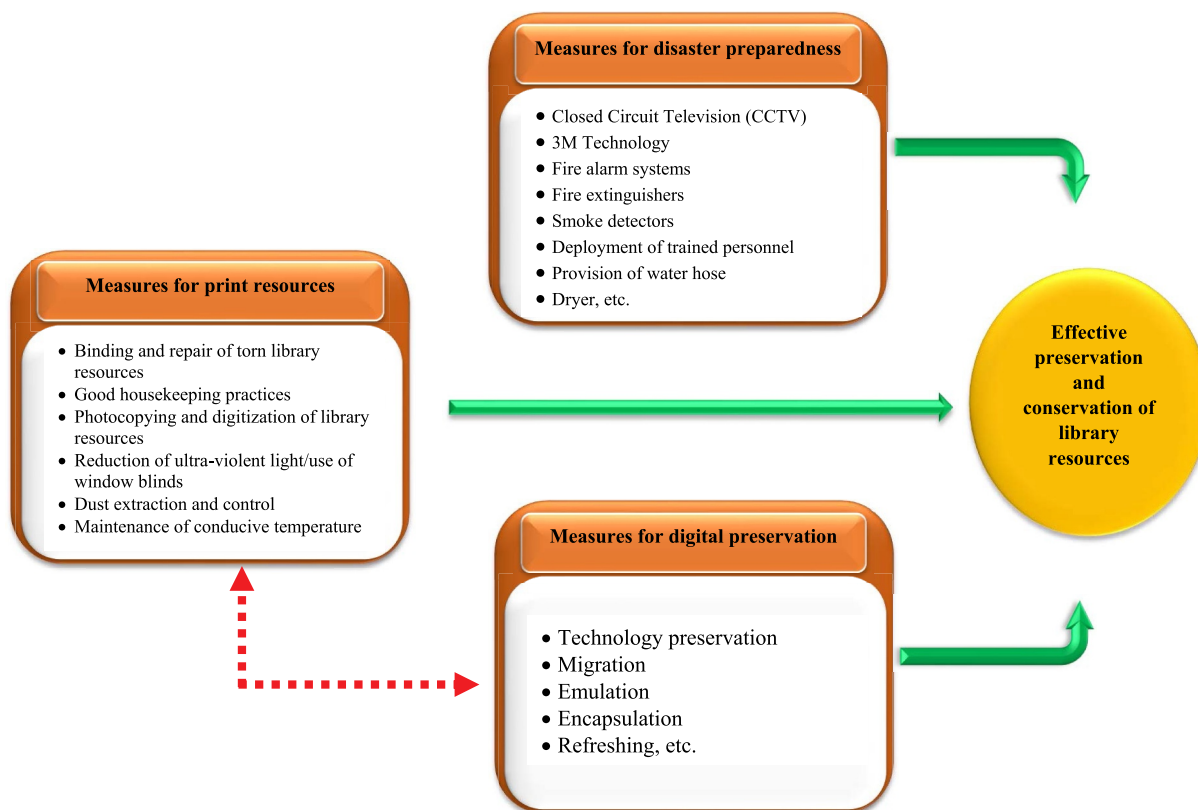 Measures for disaster preparedness
• Closed Circuit Television (CCTV)
• 3M Technology
• Fire alarm systems
• Fire extinguishers
• Smoke detectors
• Deployment of trained personnel
• Provision of water hose
• Dryer, etc.
Measures for print resources
• Binding and repair of torn library
resources
• Good housekeeping practices
• Photocopying and digitization of library
resources
• Reduction of ultra-violent light/use of
window blinds
• Dust extraction and control
• Maintenance of conducive temperature
Effective
preservation
and
conservation of
library
resources
Measures for digital preservation
• Technology preservation
• Migration
• Emulation
• Encapsulation
• Refreshing, etc.